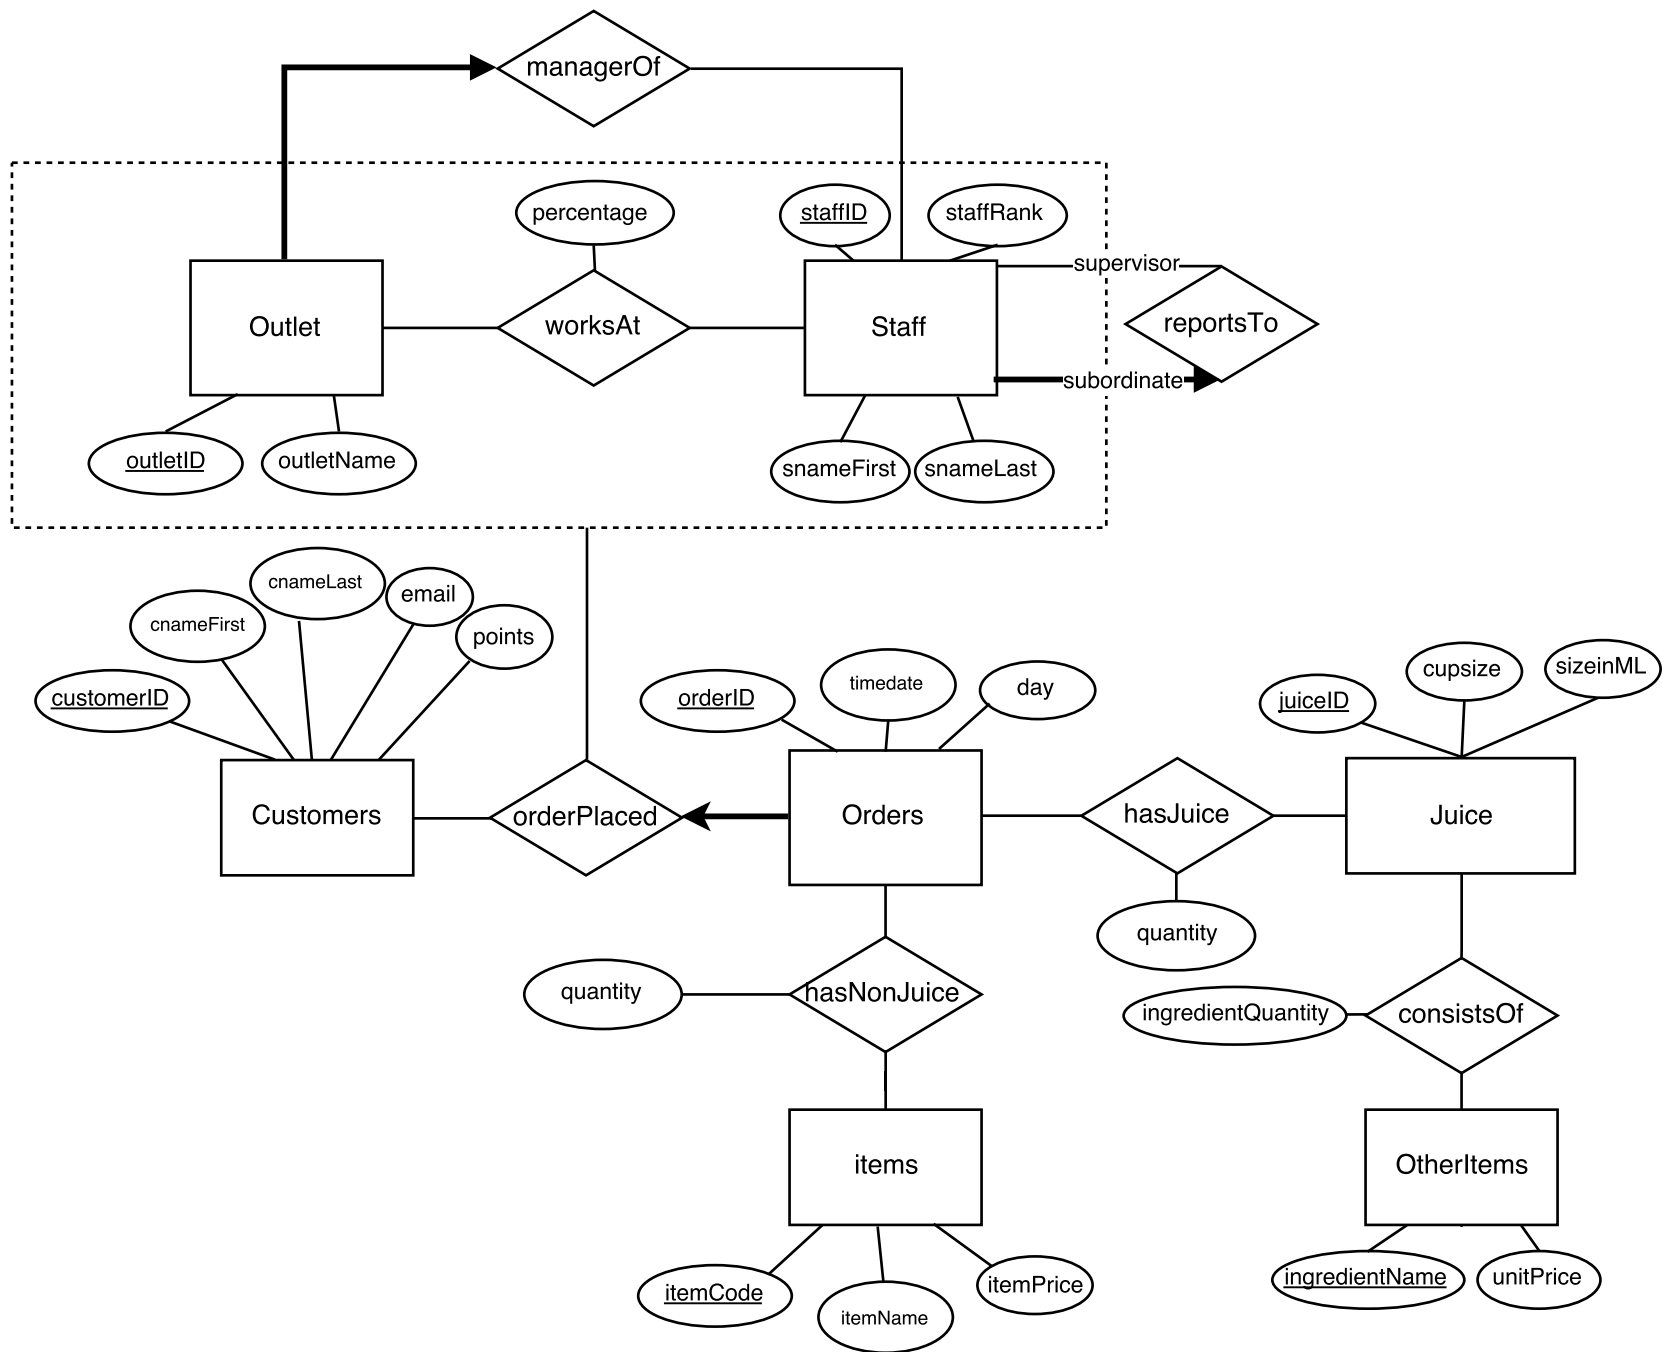 managerOf
percentage
staffID
staffRank
supervisor
Outlet
worksAt
Staff
reportsTo
subordinate
outletID
outletName
snameFirst
snameLast
cnameLast
email
cnameFirst
points
customerID
orderID
timedate
day
juiceID
cupsize
sizeinML
Customers
orderPlaced
Orders
hasJuice
Juice
quantity
quantity
hasNonJuice
ingredientQuantity
consistsOf
items
OtherItems
itemCode
itemName
itemPrice
ingredientName
unitPrice